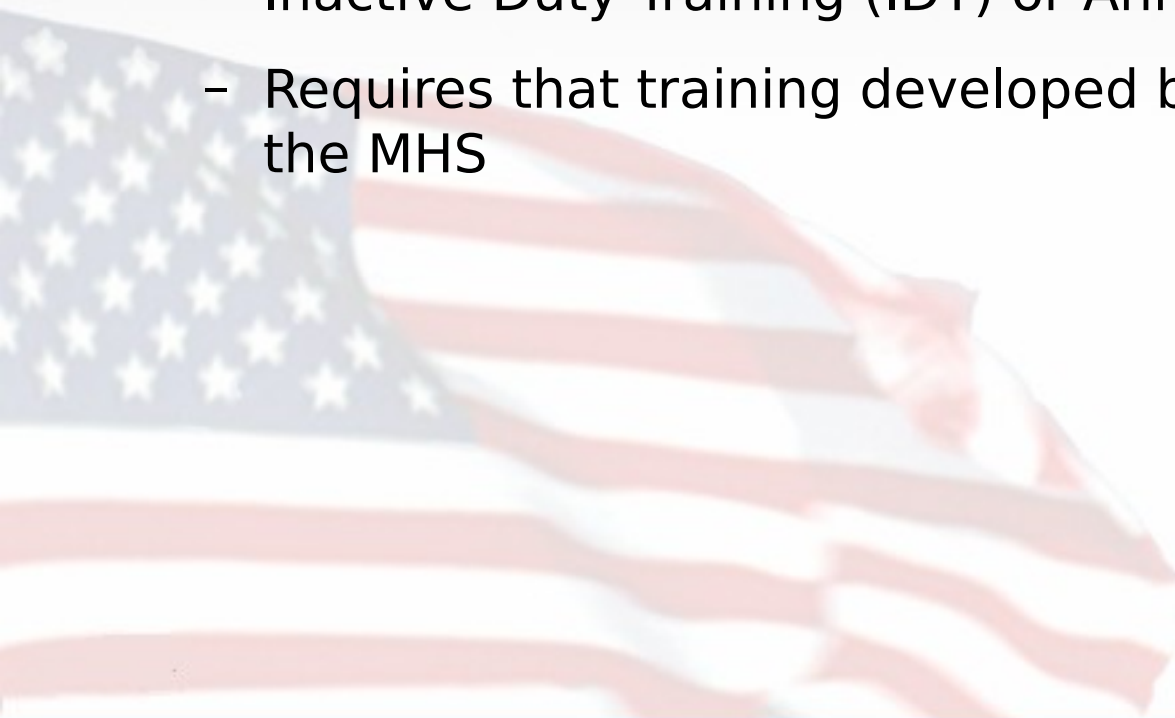 Inactive Duty Training (IDT) or
– Requires that training developed
the MHS